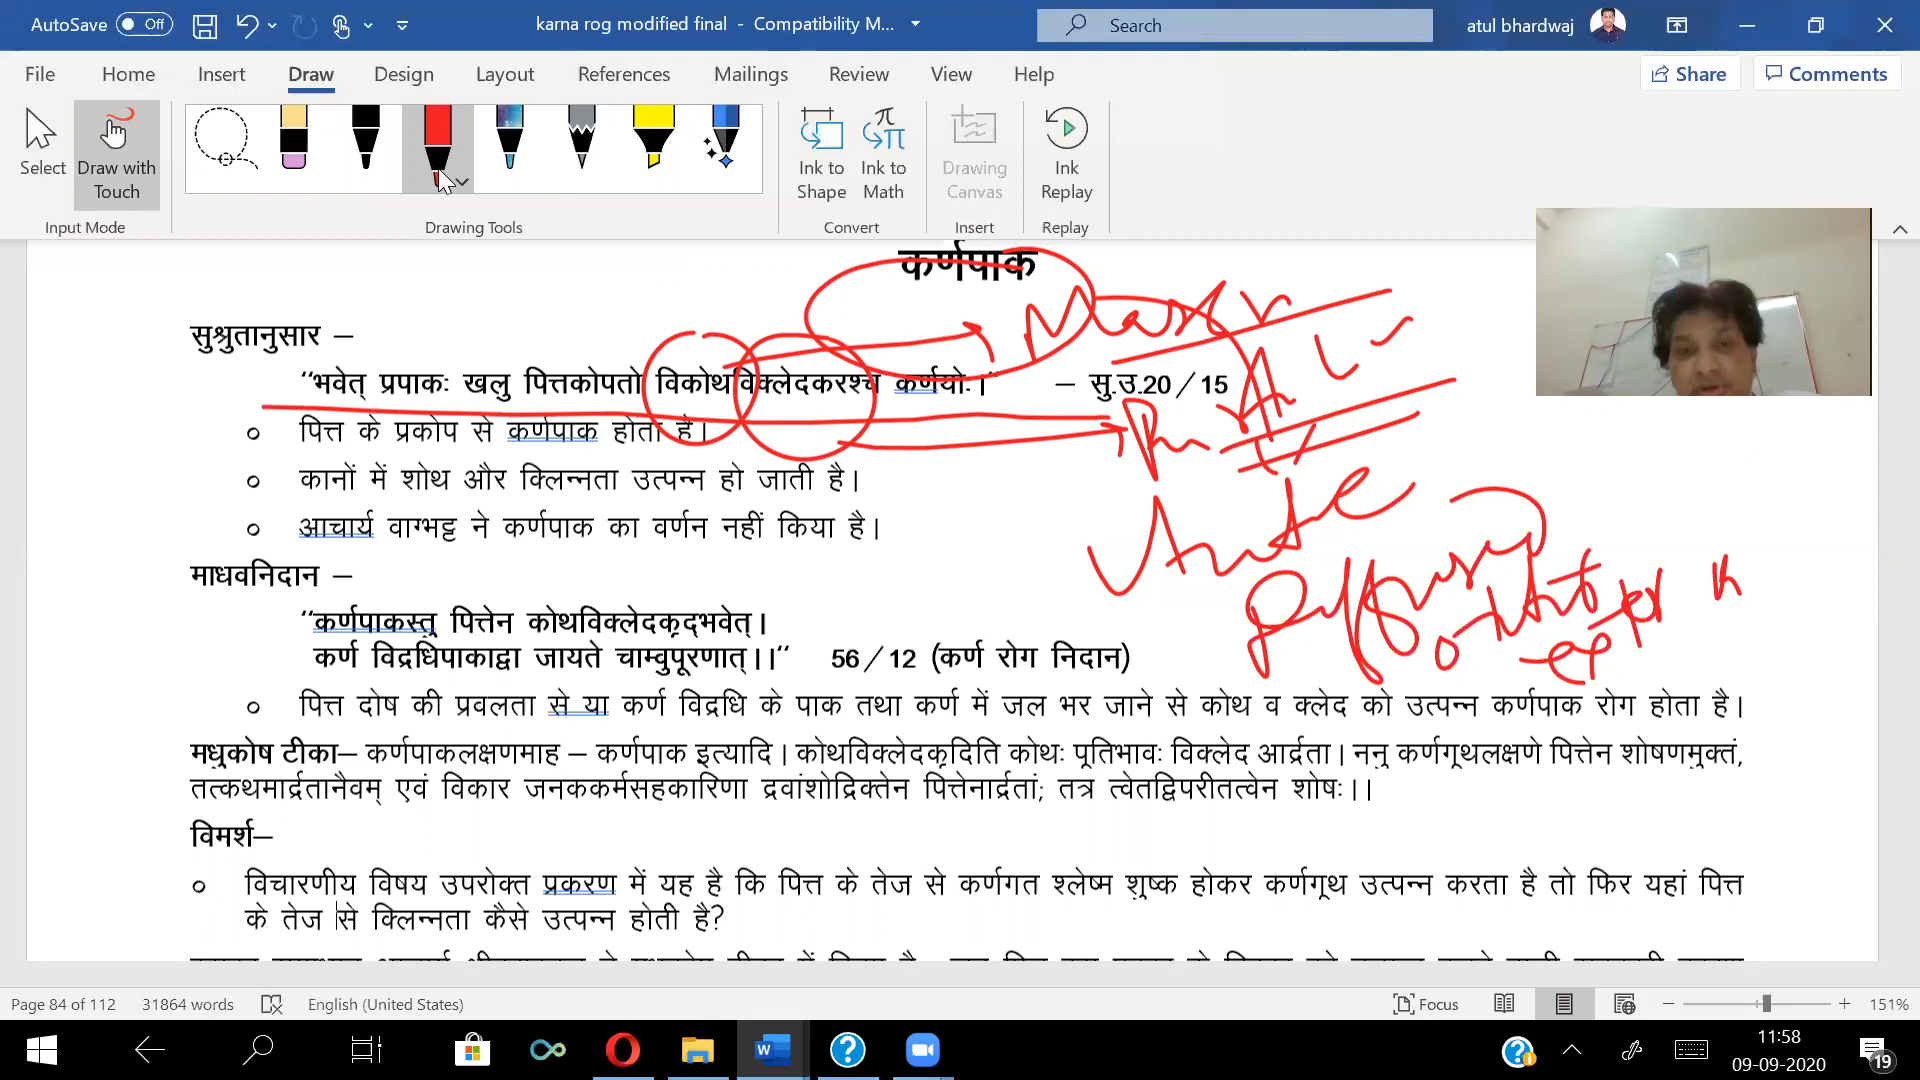 AutoSave Off karna rog modified final - Compatibility M... Search atul bhardwaj
File Home Insert Draw Design Layout References Mailings Review View Help Share Comments
Select Draw with Touch Ink to Shape Ink to Math Drawing Canvas Ink Replay
Input Mode Drawing Tools Convert Insert Replay
कर्णपाक
सुश्रुतानुसार –
“भवेत् प्रपाकः खलु पित्तकोपतो विकोथविक्लेदकरश्च कर्णयोः।” – सु.उ.20/15
पित्त के प्रकोप से कर्णपाक होता है।
कानों में शोथ और क्लिन्नता उत्पन्न हो जाती है।
आचार्य वाग्भट्ट ने कर्णपाक का वर्णन नहीं किया है।
माधवनिदान –
“कर्णपाकस्तु पित्तेन कोथविक्लेदकृद्भवेत्।
कर्ण विद्रधिपाकाद्वा जायते चाम्बुपूरणात्।।” 56/12 (कर्ण रोग निदान)
पित्त दोष की प्रवलता से या कर्ण विद्रधि के पाक तथा कर्ण में जल भर जाने से कोथ व क्लेद को उत्पन्न कर्णपाक रोग होता है।
मधुकोष टीका– कर्णपाकलक्षणमाह – कर्णपाक इत्यादि। कोथविक्लेदकृदिति कोथः पूतिभावः विक्लेद आर्द्रता। ननु कर्णगूथलक्षणे पित्तेन शोषणमुक्तं,
तत्कथमार्द्रतानैवम् एवं विकार जनककर्मसहकारिणा द्रवांशोद्रिक्तेन पित्तेनार्द्रतां; तत्र त्वेतद्विपरीतत्वेन शोषः।।
विमर्श–
विचारणीय विषय उपरोक्त प्रकरण में यह है कि पित्त के तेज से कर्णगत श्लेष्म शुष्क होकर कर्णगूथ उत्पन्न करता है तो फिर यहां पित्त
के तेज से क्लिन्नता कैसे उत्पन्न होती है?
Page 84 of 112 31864 words English (United States) Focus 151%
11:58
09-09-2020
19